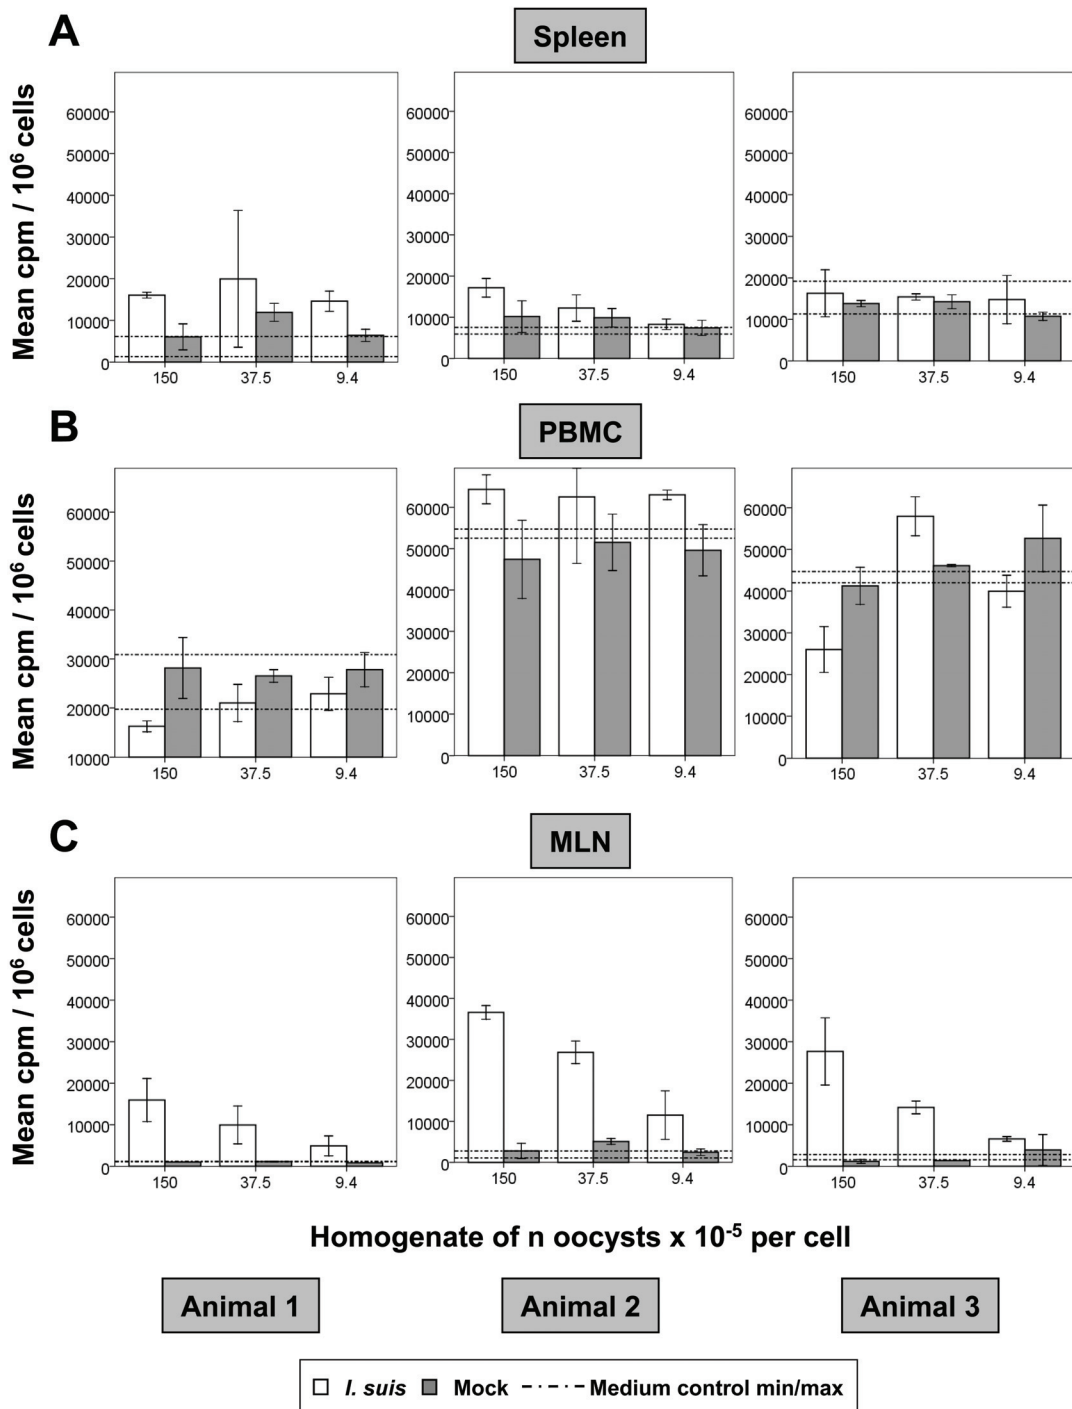 A
Spleen
Mean cpm / 10⁶ cells
60000
50000
40000
30000
20000
10000
0
150 37.5 9.4
60000
50000
40000
30000
20000
10000
0
150 37.5 9.4
60000
50000
40000
30000
20000
10000
0
150 37.5 9.4
B
PBMC
Mean cpm / 10⁶ cells
60000
50000
40000
30000
20000
10000
150 37.5 9.4
60000
50000
40000
30000
20000
10000
0
150 37.5 9.4
60000
50000
40000
30000
20000
10000
0
150 37.5 9.4
C
MLN
Mean cpm / 10⁶ cells
60000
50000
40000
30000
20000
10000
0
150 37.5 9.4
60000
50000
40000
30000
20000
10000
0
150 37.5 9.4
60000
50000
40000
30000
20000
10000
0
150 37.5 9.4
Homogenate of n oocysts x 10⁻⁵ per cell
Animal 1 Animal 2 Animal 3
I. suis Mock Medium control min/max